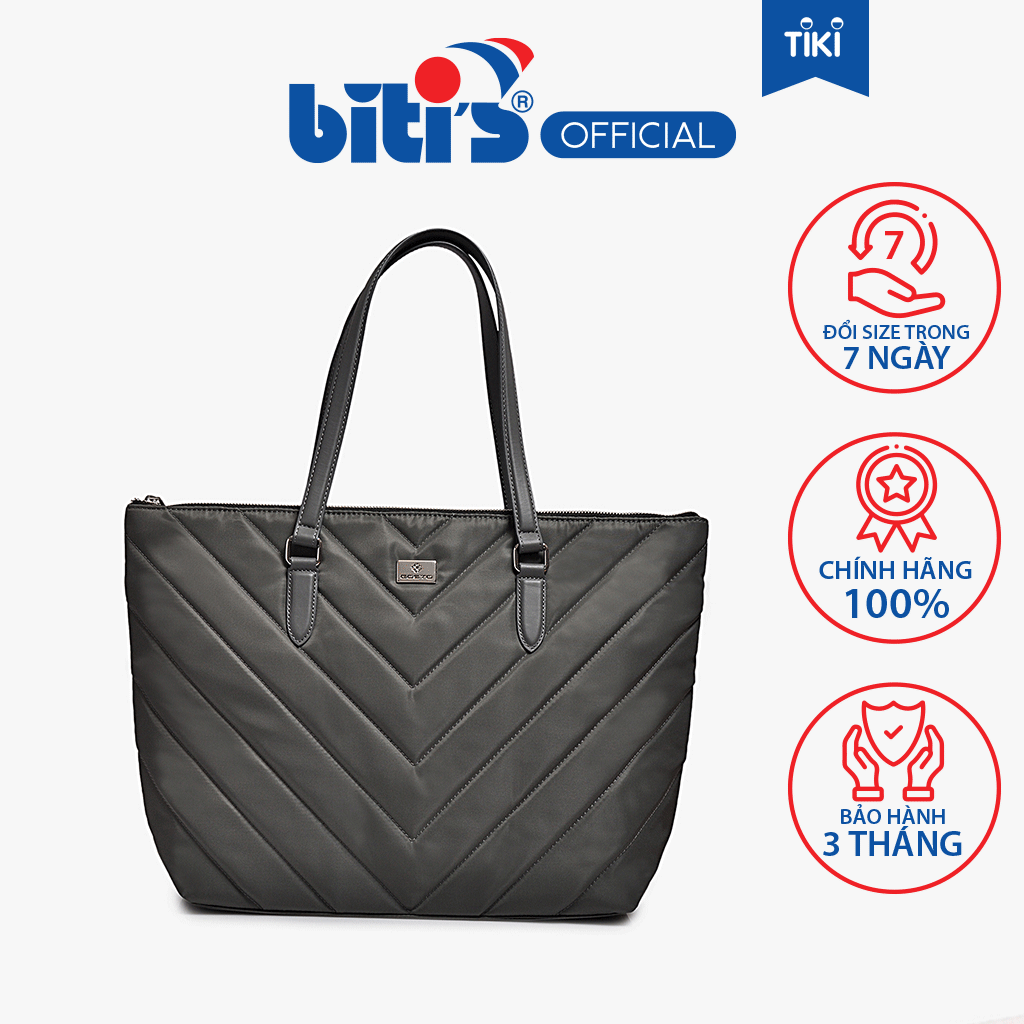 TIKI
biti's®
OFFICIAL
7
ĐỔI SIZE TRONG
7 NGÀY
CHÍNH HÃNG
100%
BẢO HÀNH
3 THÁNG